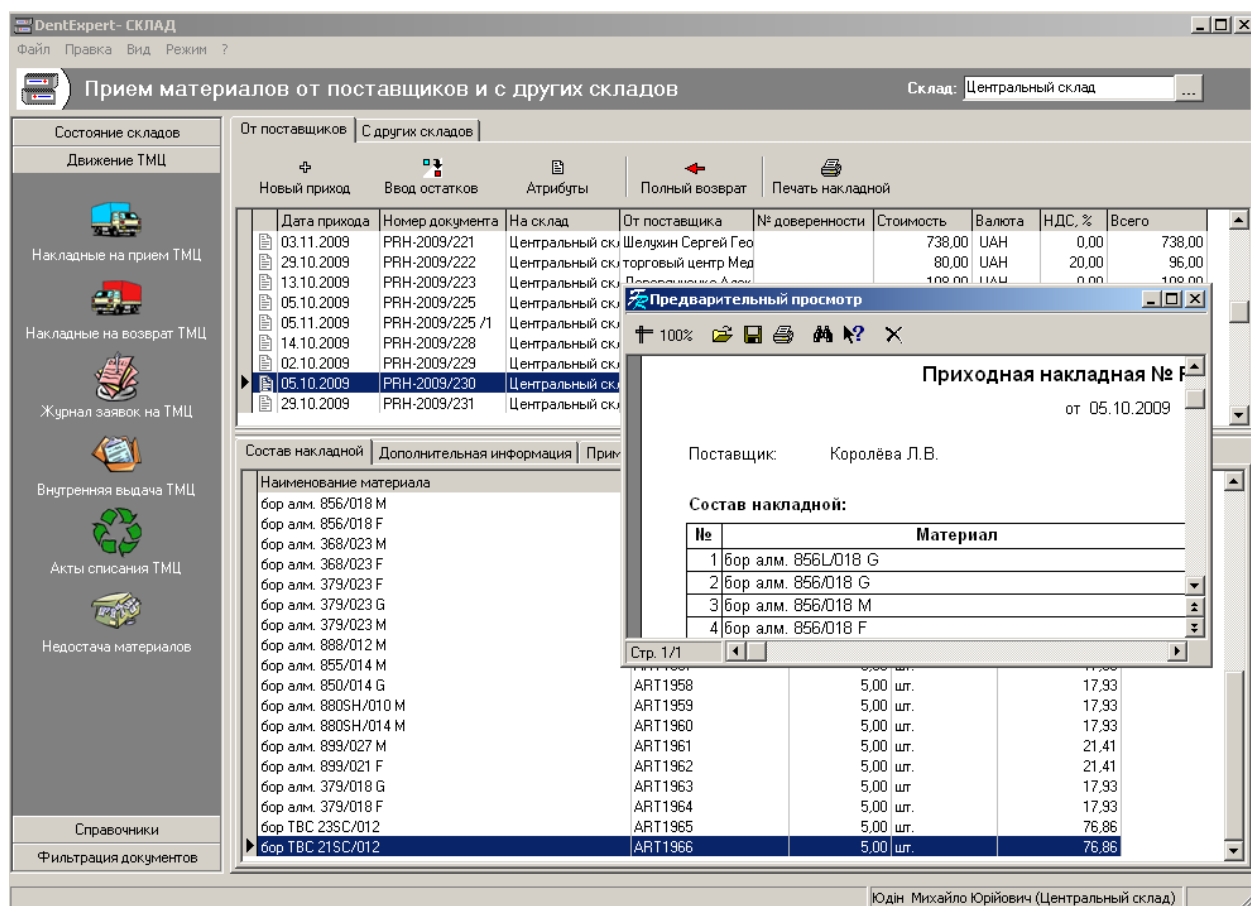 DentExpert- СКЛАД
Файл Правка Вид Режим ?
Прием материалов от поставщиков и с других складов Склад: Центральный склад ...
Состояние складов
Движение ТМЦ
Накладные на прием ТМЦ
Накладные на возврат ТМЦ
Журнал заявок на ТМЦ
Внутренняя выдача ТМЦ
Акты списания ТМЦ
Недостача материалов
Справочники
Фильтрация документов
От поставщиков С других складов
Новый приход Ввод остатков Атрибуты Полный возврат Печать накладной
Дата прихода Номер документа На склад От поставщика № доверенности Стоимость Валюта НДС, % Всего
03.11.2009 PRH-2009/221 Центральный скл Шелухин Сергей Гео 738,00 UAH 0,00 738,00
29.10.2009 PRH-2009/222 Центральный скл торговый центр Мед 80,00 UAH 20,00 96,00
13.10.2009 PRH-2009/223 Центральный скл 108,00 UAH 0,00 108,00
05.10.2009 PRH-2009/225 Центральный скл
05.11.2009 PRH-2009/225 /1 Центральный скл
14.10.2009 PRH-2009/228 Центральный скл
02.10.2009 PRH-2009/229 Центральный скл
05.10.2009 PRH-2009/230 Центральный скл
29.10.2009 PRH-2009/231 Центральный скл
Состав накладной Дополнительная информация Прим
Наименование материала
бор алм. 856/018 M
бор алм. 856/018 F
бор алм. 368/023 M
бор алм. 368/023 F
бор алм. 379/023 F
бор алм. 379/023 G
бор алм. 379/023 M
бор алм. 888/012 M
бор алм. 855/014 M
бор алм. 850/014 G ART1958 5,00 шт. 17,93
бор алм. 880SH/010 M ART1959 5,00 шт. 17,93
бор алм. 880SH/014 M ART1960 5,00 шт. 17,93
бор алм. 899/027 M ART1961 5,00 шт. 21,41
бор алм. 899/021 F ART1962 5,00 шт. 21,41
бор алм. 379/018 G ART1963 5,00 шт 17,93
бор алм. 379/018 F ART1964 5,00 шт. 17,93
бор ТВС 23SC/012 ART1965 5,00 шт. 76,86
бор ТВС 21SC/012 ART1966 5,00 шт. 76,86
Предварительный просмотр
100%
Приходная накладная №
от 05.10.2009
Поставщик: Королёва Л.В.
Состав накладной:
№ Материал
1 бор алм. 856L/018 G
2 бор алм. 856/018 G
3 бор алм. 856/018 M
4 бор алм. 856/018 F
Стр. 1/1
Юдін Михайло Юрійович (Центральный склад)